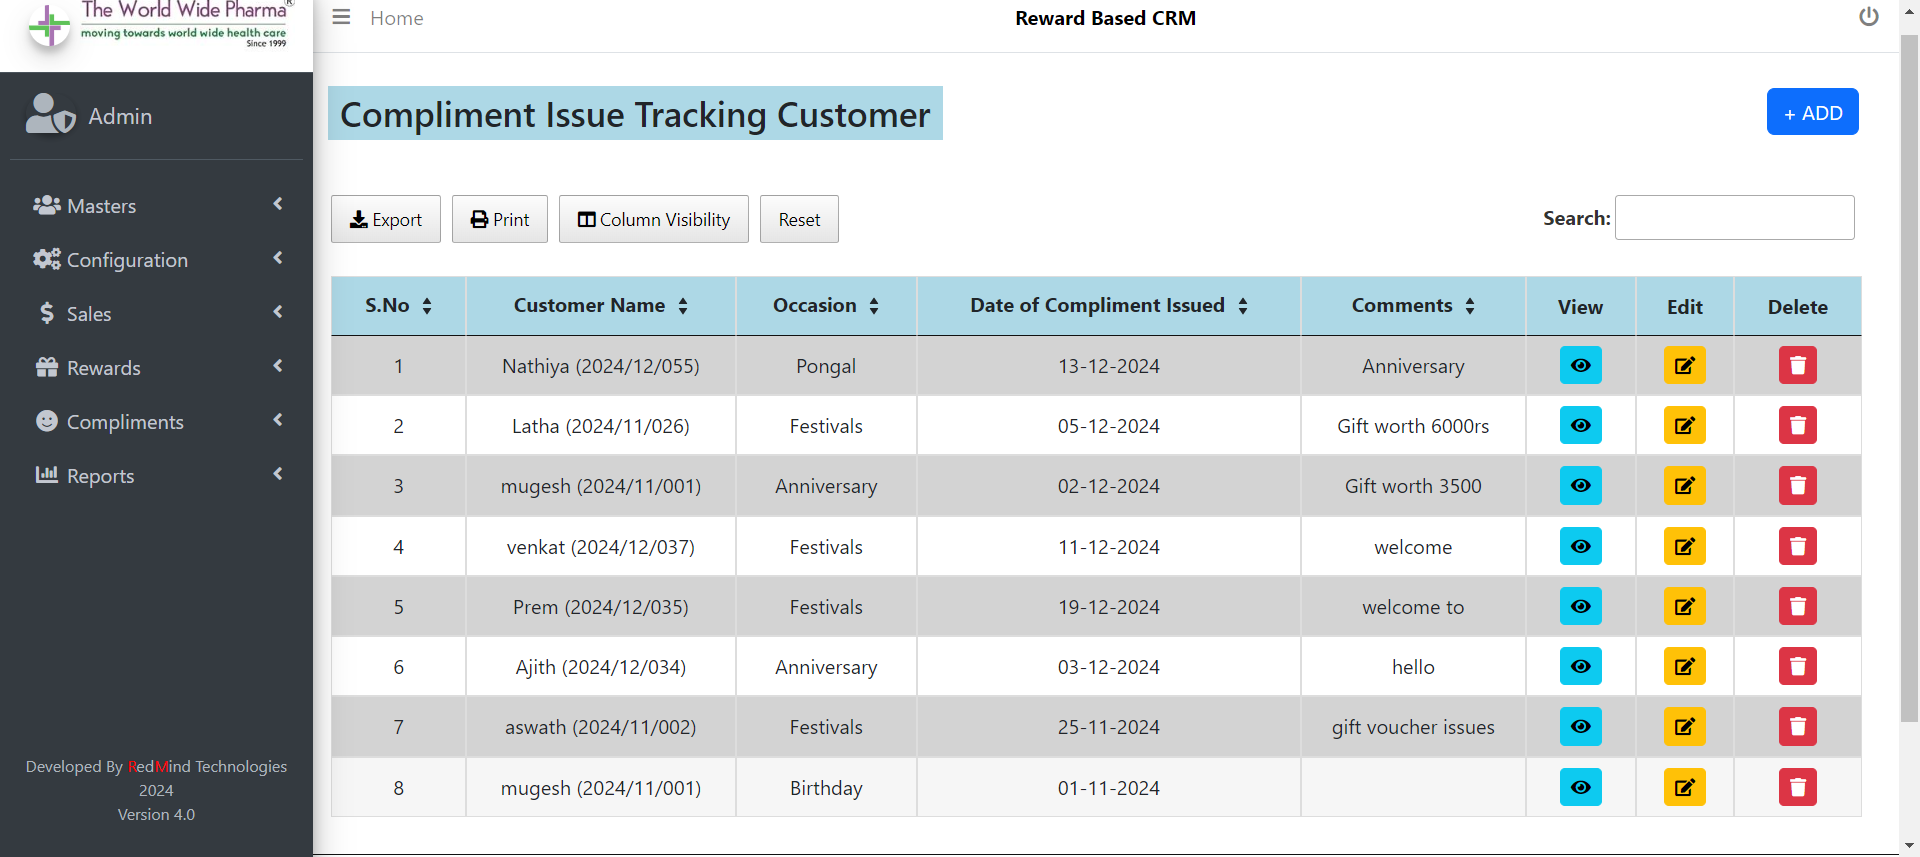 The World Wide Pharma®
moving towards world wide health care
Since 1999
Home
Reward Based CRM
Admin
Compliment Issue Tracking Customer
+ ADD
Masters
Configuration
Sales
Rewards
Compliments
Reports
Export Print Column Visibility Reset
Search:
S.No Customer Name Occasion Date of Compliment Issued Comments View Edit Delete
1 Nathiya (2024/12/055) Pongal 13-12-2024 Anniversary
2 Latha (2024/11/026) Festivals 05-12-2024 Gift worth 6000rs
3 mugesh (2024/11/001) Anniversary 02-12-2024 Gift worth 3500
4 venkat (2024/12/037) Festivals 11-12-2024 welcome
5 Prem (2024/12/035) Festivals 19-12-2024 welcome to
6 Ajith (2024/12/034) Anniversary 03-12-2024 hello
7 aswath (2024/11/002) Festivals 25-11-2024 gift voucher issues
8 mugesh (2024/11/001) Birthday 01-11-2024
Developed By RedMind Technologies
2024
Version 4.0